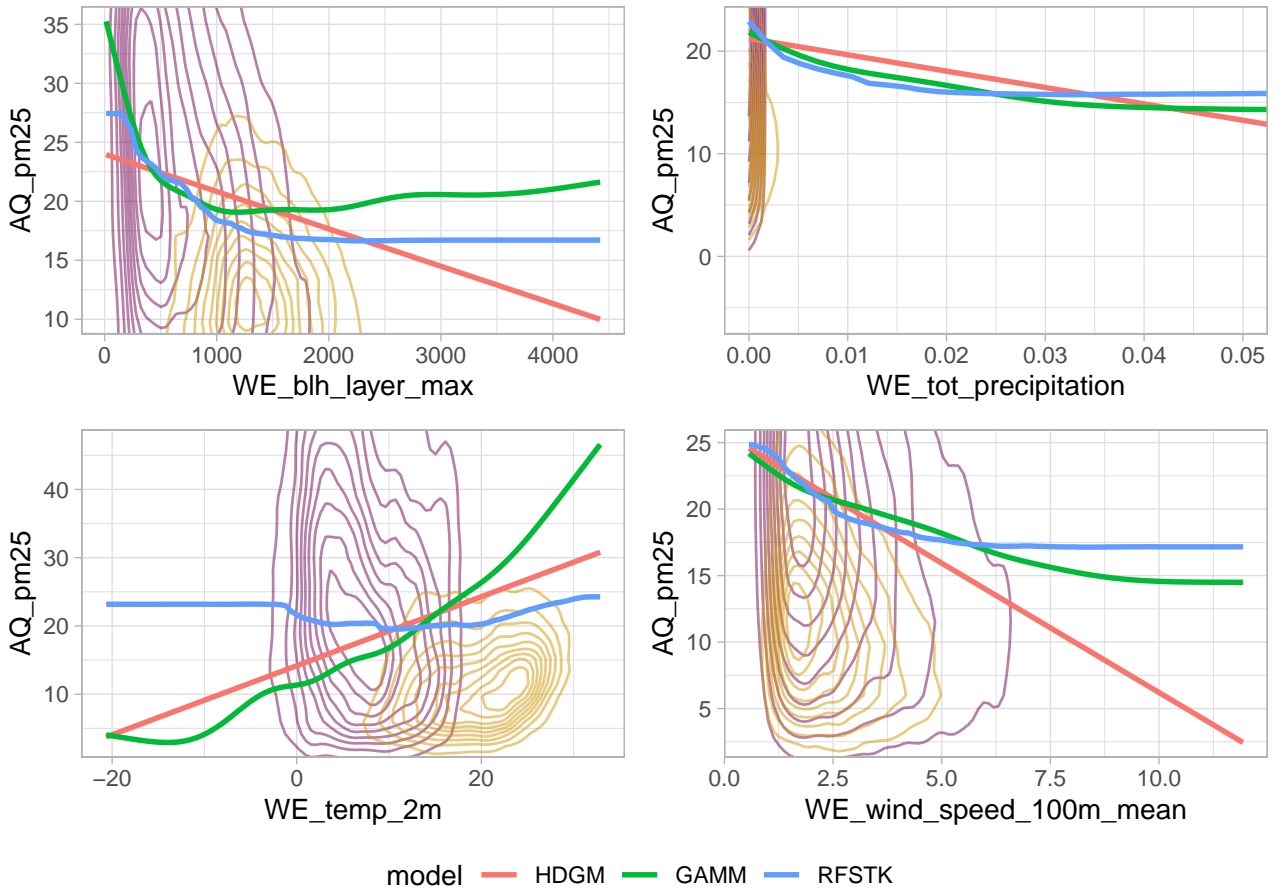 35
30
25
20
15
10
AQ_pm25
0 1000 2000 3000 4000
WE_blh_layer_max
20
10
0
AQ_pm25
0.00 0.01 0.02 0.03 0.04 0.05
WE_tot_precipitation
40
30
20
10
AQ_pm25
−20 0 20
WE_temp_2m
25
20
15
10
5
AQ_pm25
0.0 2.5 5.0 7.5 10.0
WE_wind_speed_100m_mean
model HDGM GAMM RFSTK